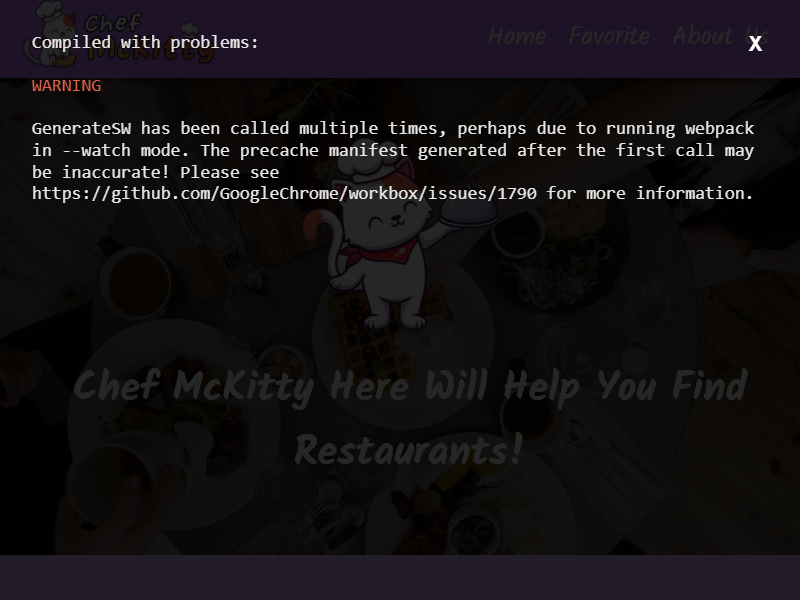 Chef
McKitty
Home Favorite About Us
Compiled with problems:
X
WARNING
GenerateSW has been called multiple times, perhaps due to running webpack
in --watch mode. The precache manifest generated after the first call may
be inaccurate! Please see
https://github.com/GoogleChrome/workbox/issues/1790 for more information.
Chef McKitty Here Will Help You Find
Restaurants!